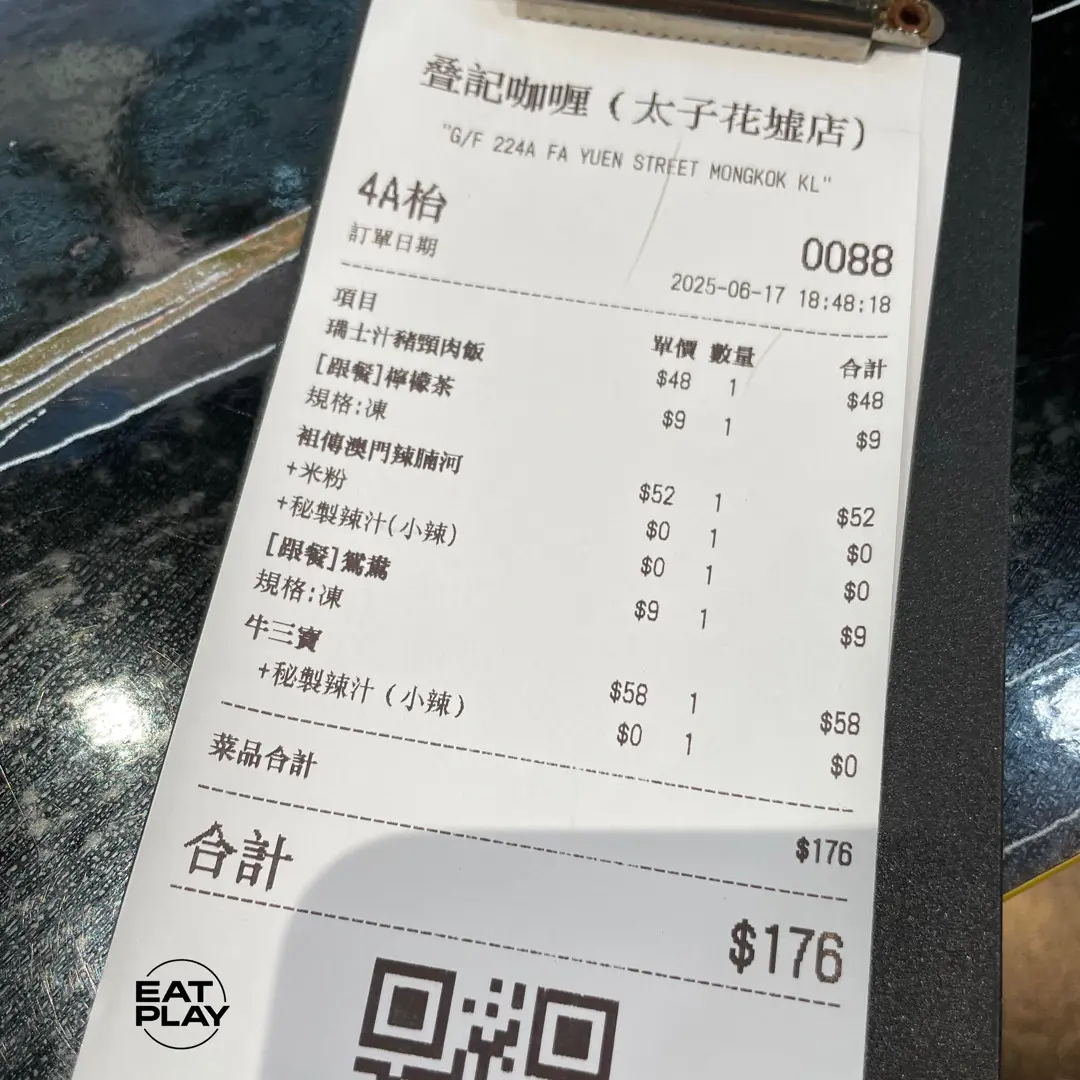 叠記咖喱（太子花墟店）
"G/F 224A FA YUEN STREET MONGKOK KL"
4A枱
0088
訂單日期 2025-06-17 18:48:18
項目 單價 數量 合計
瑞士汁豬頸肉飯 $48 1 $48
[跟餐]檸檬茶 $9 1 $9
規格:凍
祖傳澳門辣腩河 $52 1 $52
+米粉 $0 1 $0
+秘製辣汁(小辣) $0 1 $0
[跟餐]鴛鴦 $9 1 $9
規格:凍
牛三寶 $58 1 $58
+秘製辣汁（小辣） $0 1 $0
菜品合計 $176
合計 $176
EAT
PLAY